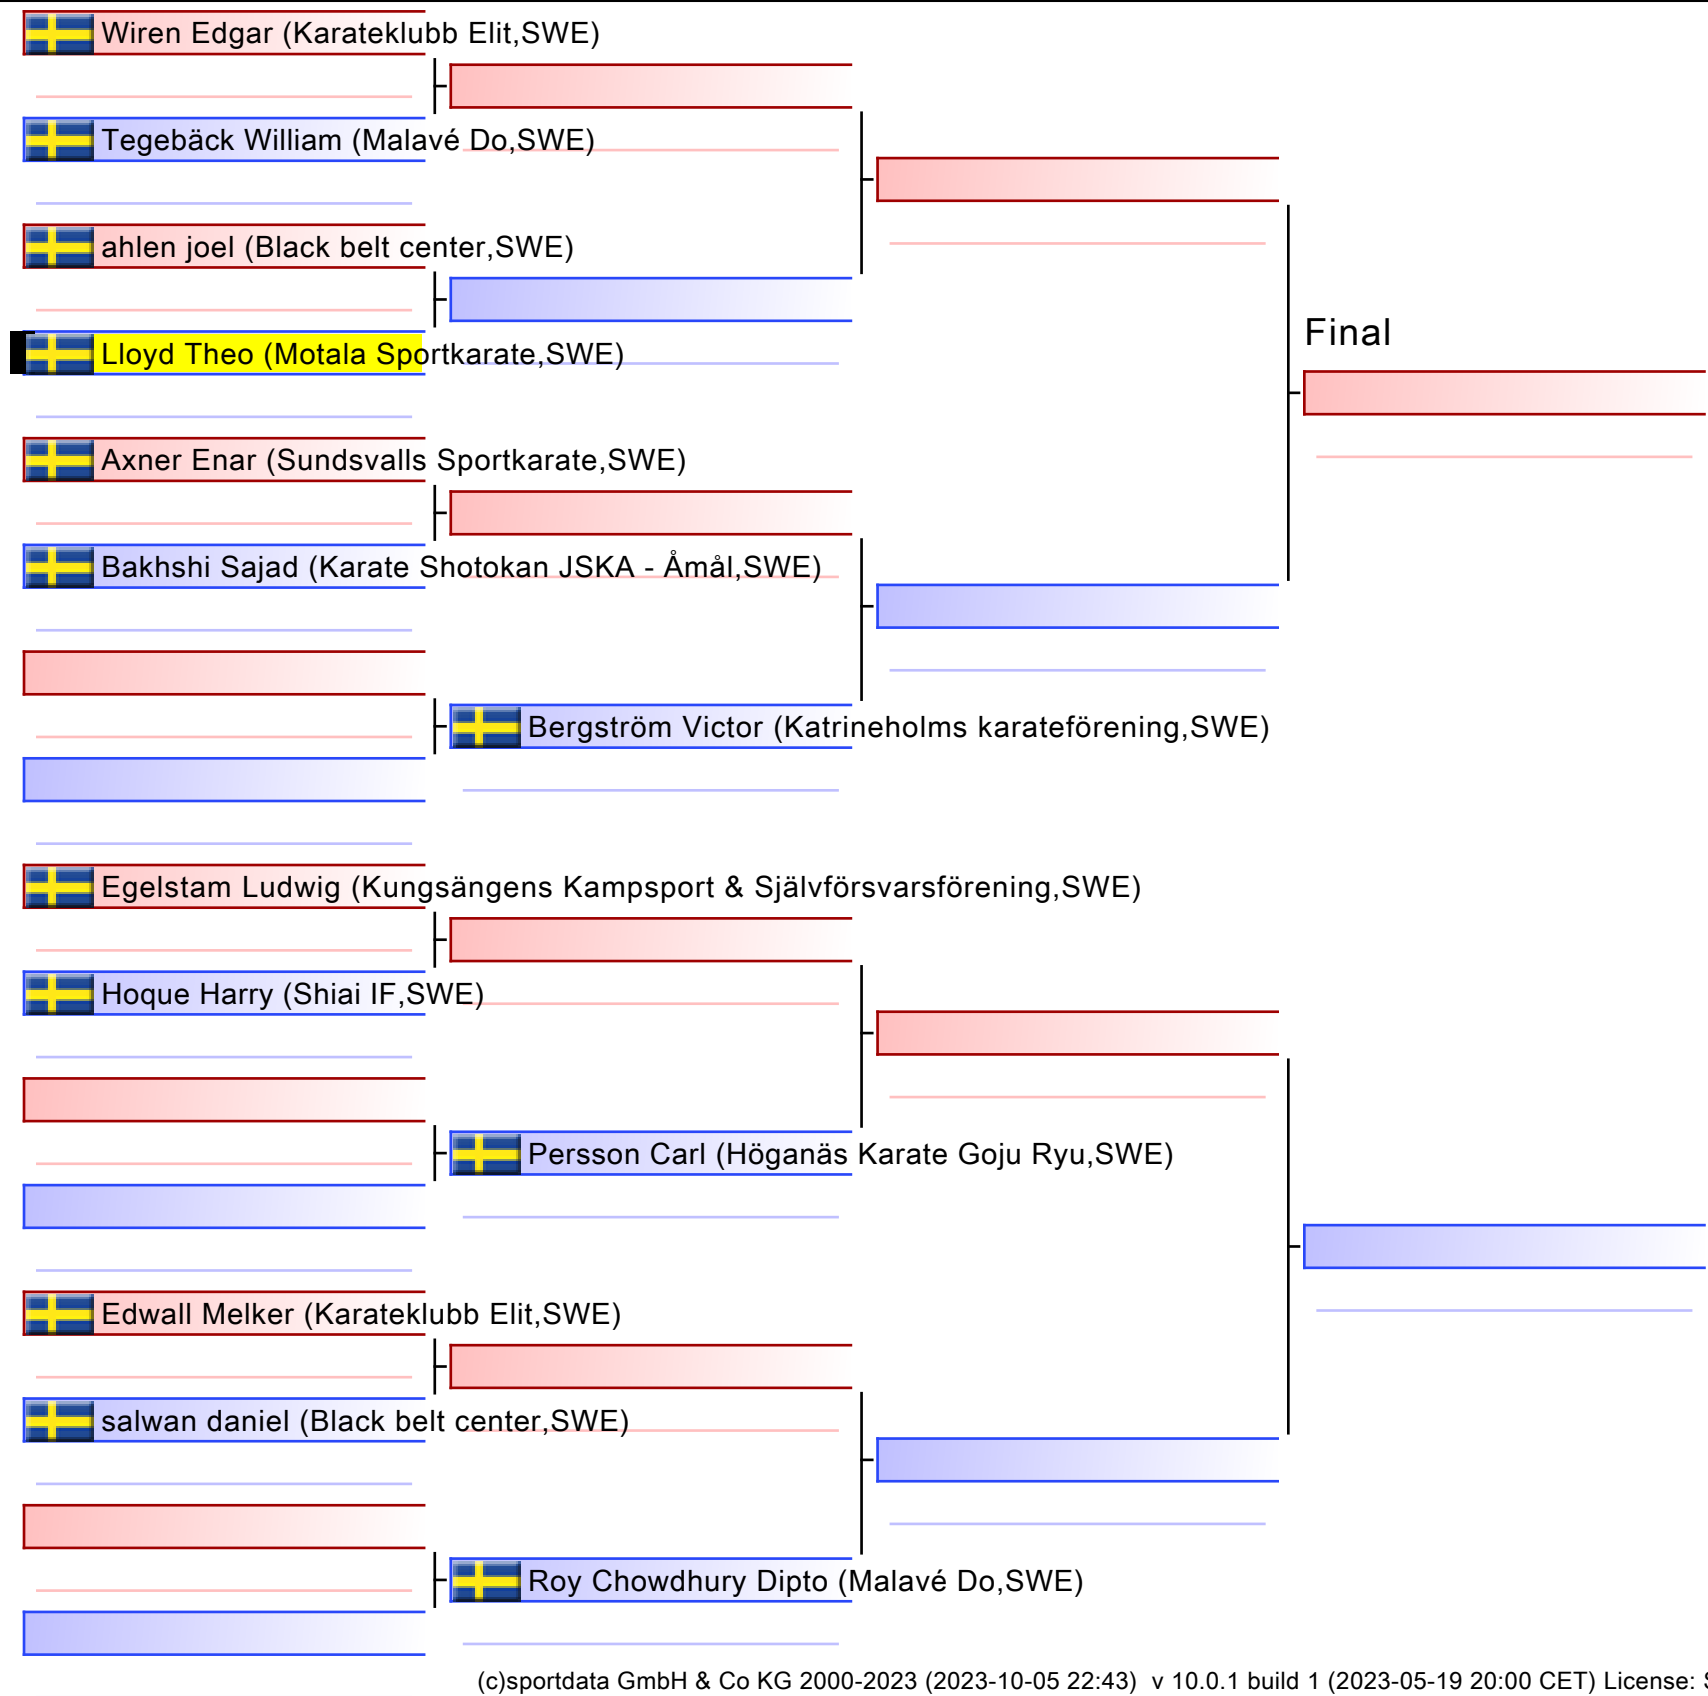 Wiren Edgar (Karateklubb Elit,SWE)
Tegebäck William (Malavé Do,SWE)
ahlen joel (Black belt center,SWE)
Final
Lloyd Theo (Motala Sportkarate,SWE)
Axner Enar (Sundsvalls Sportkarate,SWE)
Bakhshi Sajad (Karate Shotokan JSKA - Åmål,SWE)
Bergström Victor (Katrineholms karateförening,SWE)
Egelstam Ludwig (Kungsängens Kampsport & Självförsvarsförening,SWE)
Hoque Harry (Shiai IF,SWE)
Persson Carl (Höganäs Karate Goju Ryu,SWE)
Edwall Melker (Karateklubb Elit,SWE)
salwan daniel (Black belt center,SWE)
Roy Chowdhury Dipto (Malavé Do,SWE)
(c)sportdata GmbH & Co KG 2000-2023 (2023-10-05 22:43) v 10.0.1 build 1 (2023-05-19 20:00 CET) License: